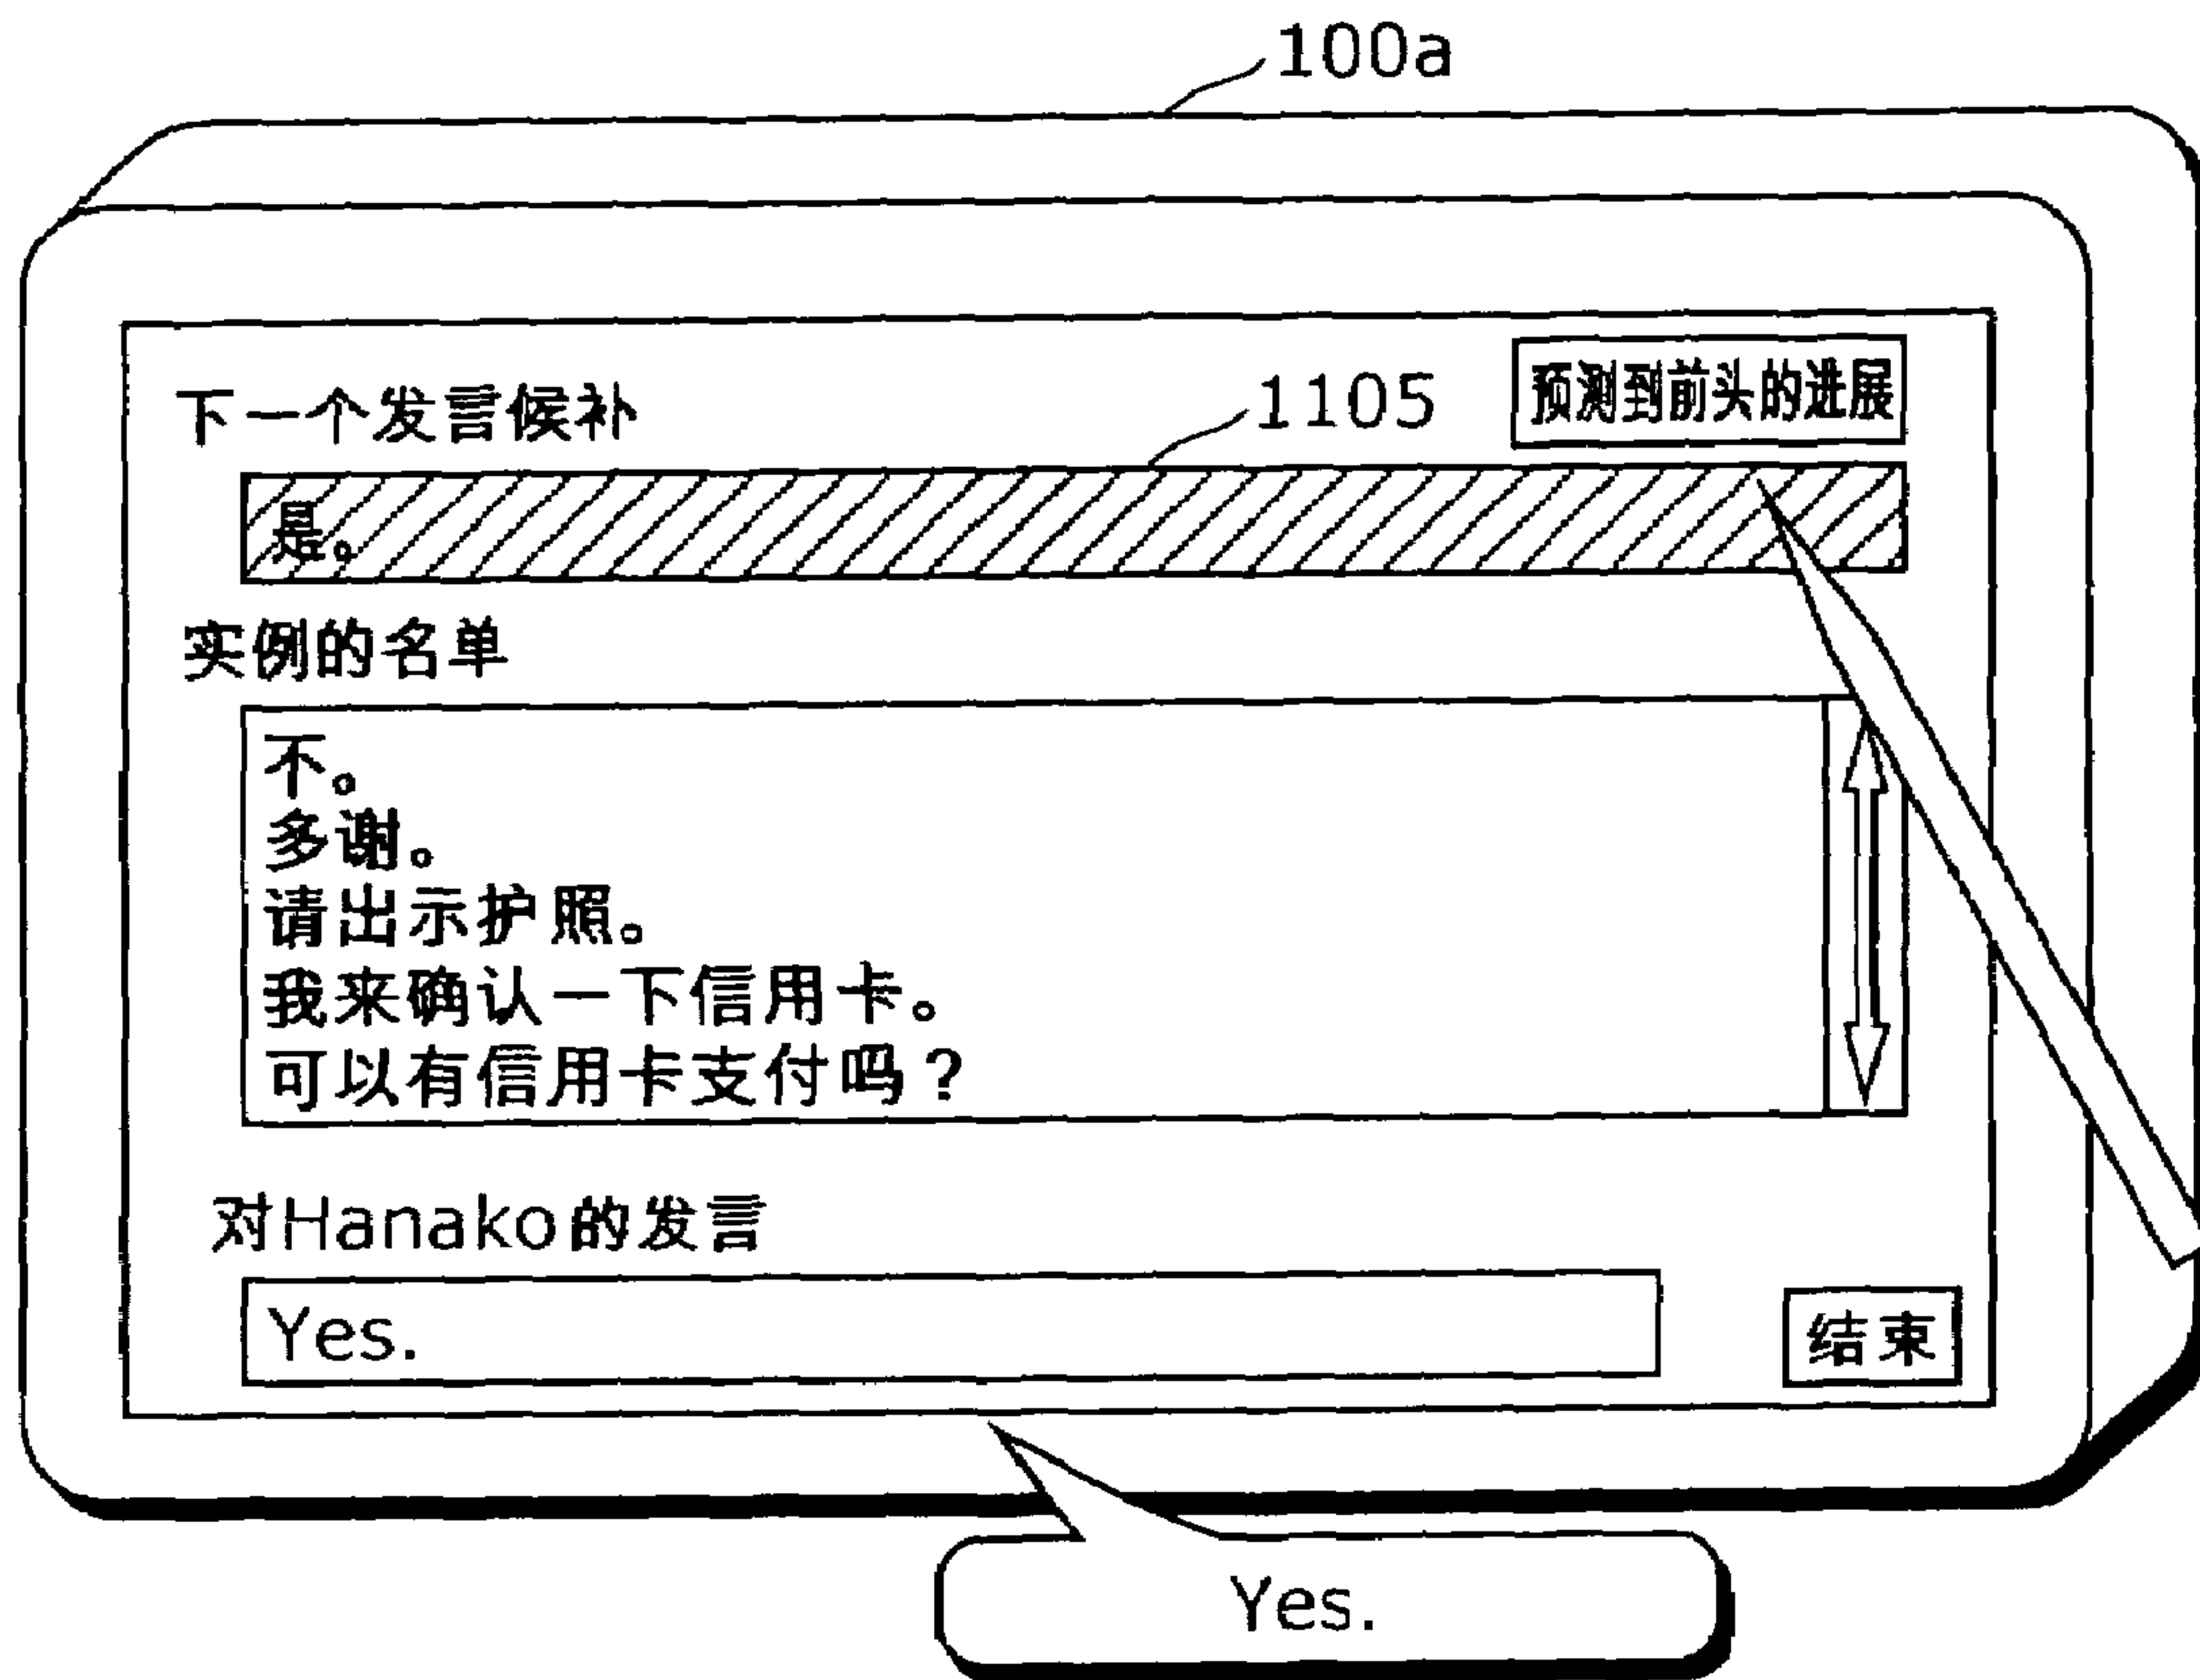 100a
下一个发言候补
1105
预测到前头的进展
是。
实例的名单
不。
多谢。
请出示护照。
我来确认一下信用卡。
可以有信用卡支付吗？
对Hanako的发言
Yes.
结束
Yes.